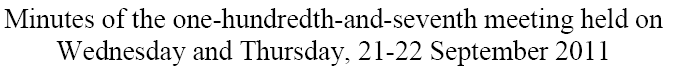 Minutes of the one-hundredth-and-seventh meeting held on
Wednesday and Thursday, 21-22 September 2011